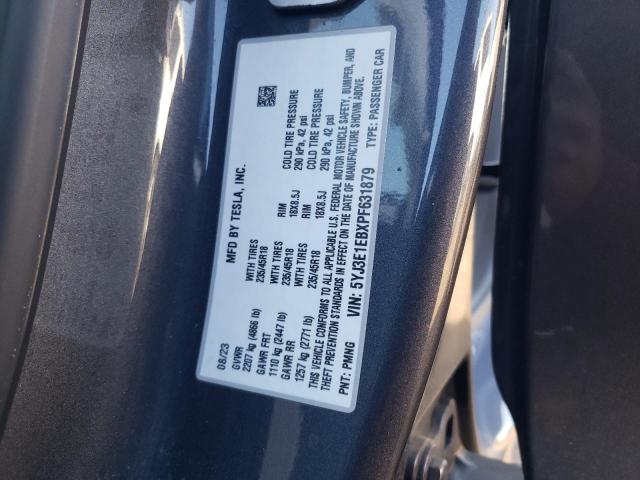 MFD BY TESLA, INC.
08/23
GVWR
2207 kg (4866 lb)
GAWR FRT WITH TIRES RIM COLD TIRE PRESSURE
1110 kg (2447 lb) 235/45R18 18X8.5J 290 kPa, 42 psi
GAWR RR WITH TIRES RIM COLD TIRE PRESSURE
1257 kg (2771 lb) 235/45R18 18X8.5J 290 kPa, 42 psi
THIS VEHICLE CONFORMS TO ALL APPLICABLE U.S. FEDERAL MOTOR VEHICLE SAFETY, BUMPER, AND
THEFT PREVENTION STANDARDS IN EFFECT ON THE DATE OF MANUFACTURE SHOWN ABOVE.
PNT: PMNG VIN: 5YJ3E1EBXPF631879 TYPE: PASSENGER CAR